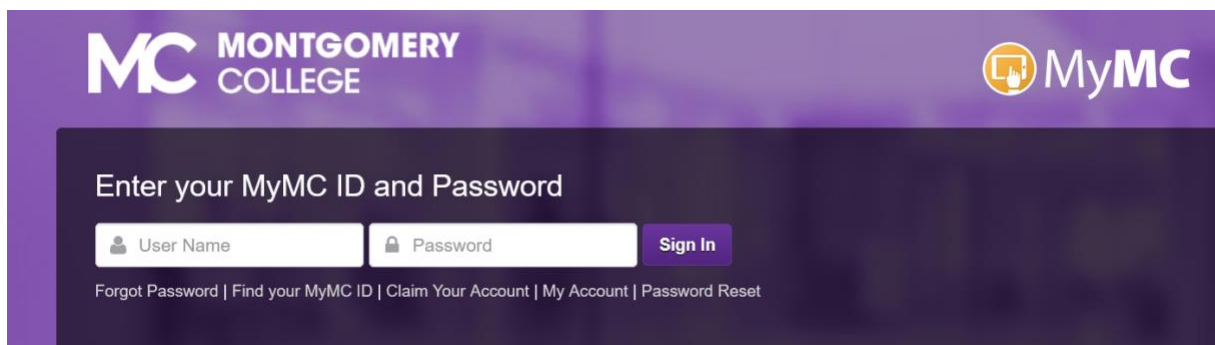 MC MONTGOMERY
COLLEGE
MyMC
Enter your MyMC ID and Password
User Name Password Sign In
Forgot Password | Find your MyMC ID | Claim Your Account | My Account | Password Reset